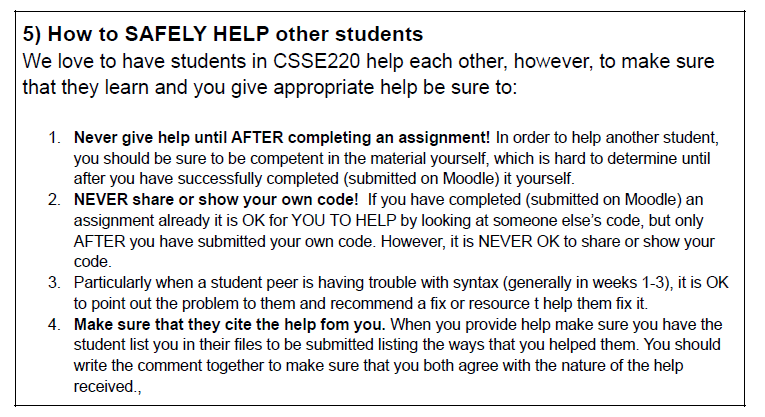 5) How to SAFELY HELP other students
We love to have students in CSSE220 help each other, however, to make sure
that they learn and you give appropriate help be sure to:
1. Never give help until AFTER completing an assignment! In order to help another student,
you should be sure to be competent in the material yourself, which is hard to determine until
after you have successfully completed (submitted on Moodle) it yourself.
2. NEVER share or show your own code!  If you have completed (submitted on Moodle) an
assignment already it is OK for YOU TO HELP by looking at someone else’s code, but only
AFTER you have submitted your own code. However, it is NEVER OK to share or show your
code.
3. Particularly when a student peer is having trouble with syntax (generally in weeks 1-3), it is OK
to point out the problem to them and recommend a fix or resource t help them fix it.
4. Make sure that they cite the help fom you. When you provide help make sure you have the
student list you in their files to be submitted listing the ways that you helped them. You should
write the comment together to make sure that you both agree with the nature of the help
received.,